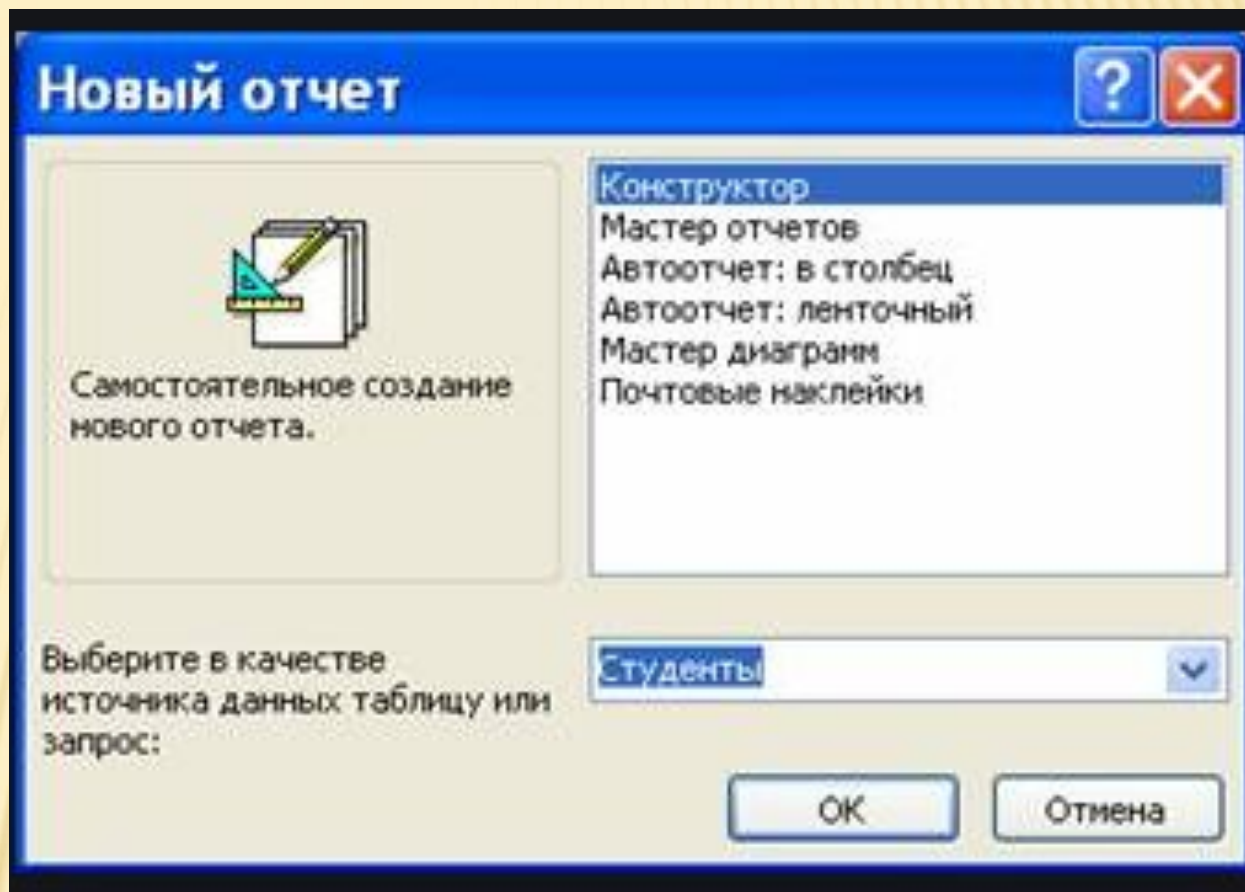 Новый отчет
Конструктор
Мастер отчетов
Автоотчет: в столбец
Автоотчет: ленточный
Мастер диаграмм
Почтовые наклейки
Самостоятельное создание
нового отчета.
Выберите в качестве
источника данных таблицу или
запрос:
Студенты
ОК
Отмена